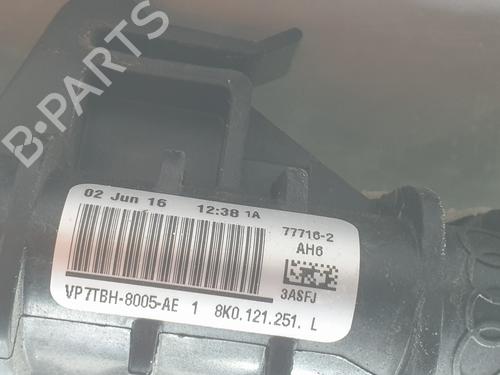 B-PARTS
02 Jun 16 12:38 1A
77716-2
AH6
3ASFJ
VP7TBH-8005-AE 1 8K0.121.251. L